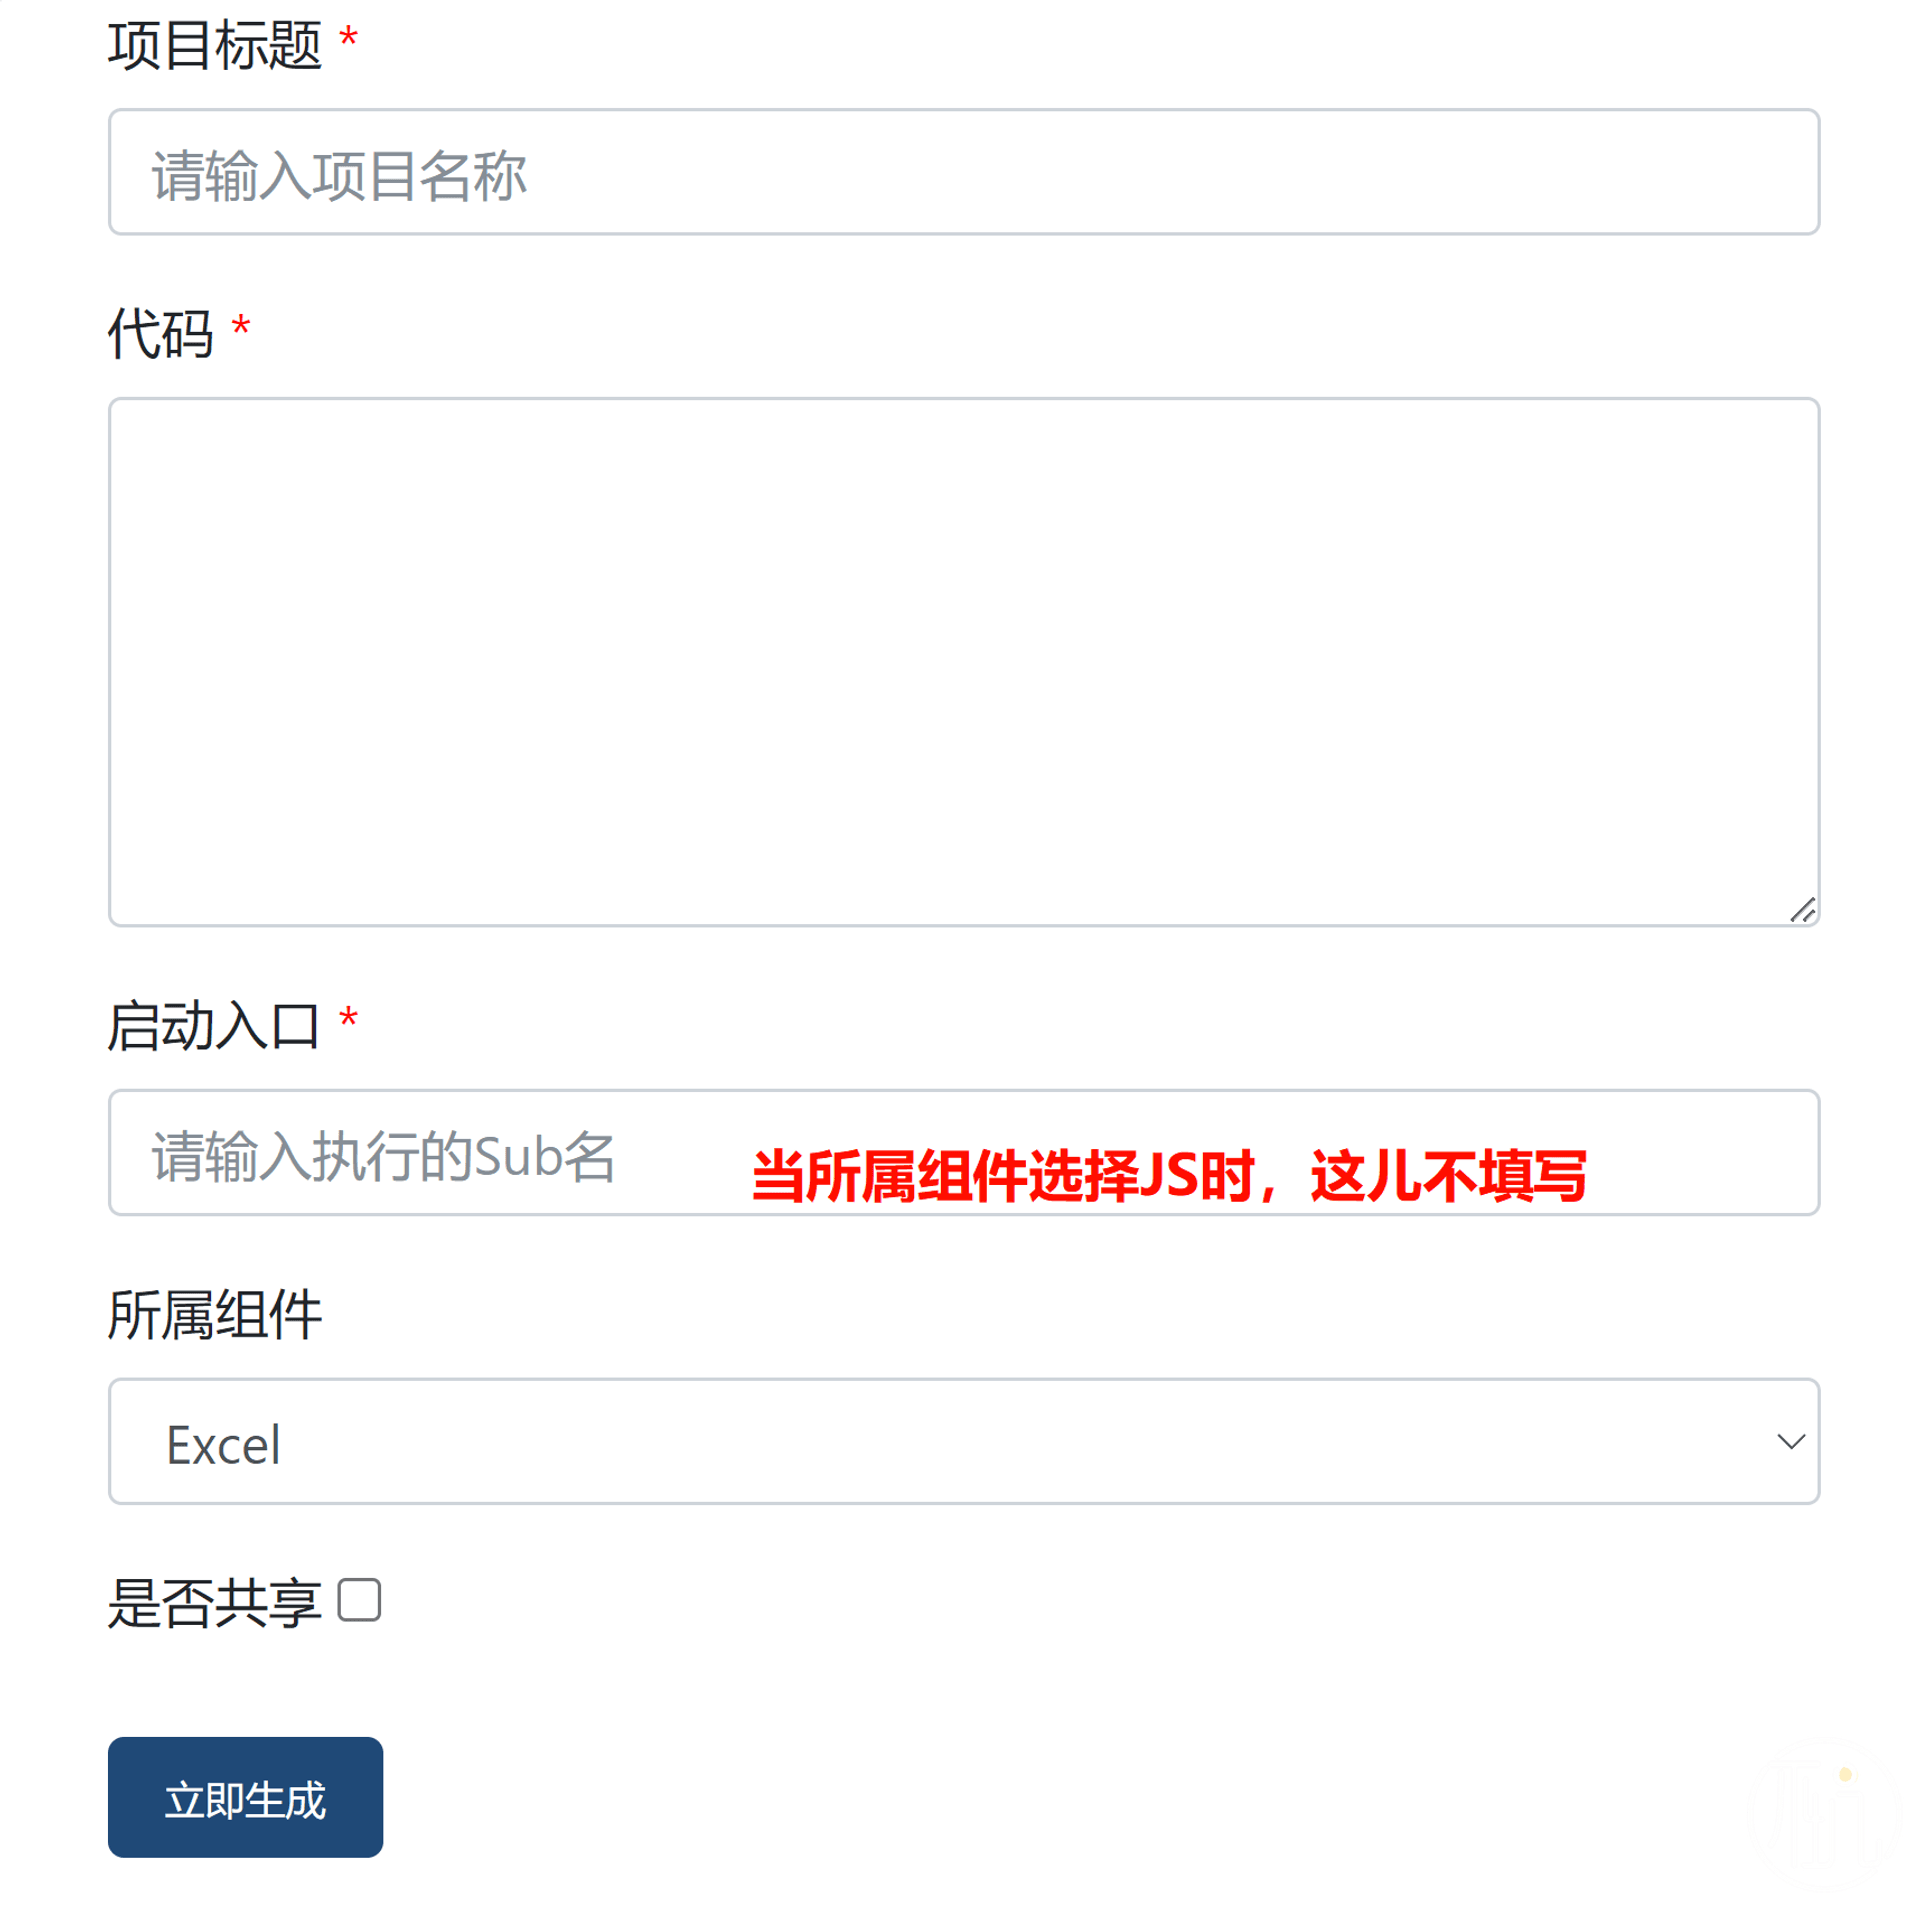 项目标题 *
请输入项目名称
代码 *
启动入口 *
请输入执行的Sub名
当所属组件选择JS时，这儿不填写
所属组件
Excel
是否共享
立即生成